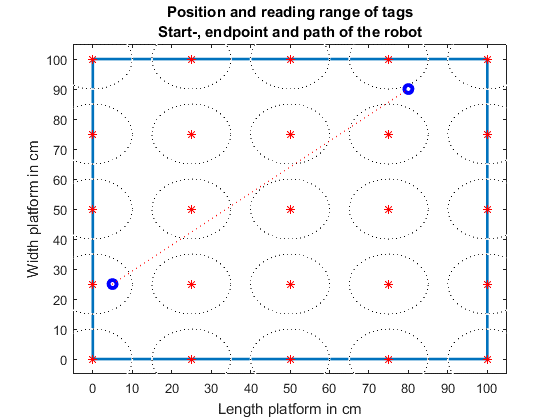 Position and reading range of tags
Start-, endpoint and path of the robot
Width platform in cm
100
90
80
70
60
50
40
30
20
10
0
0 10 20 30 40 50 60 70 80 90 100
Length platform in cm